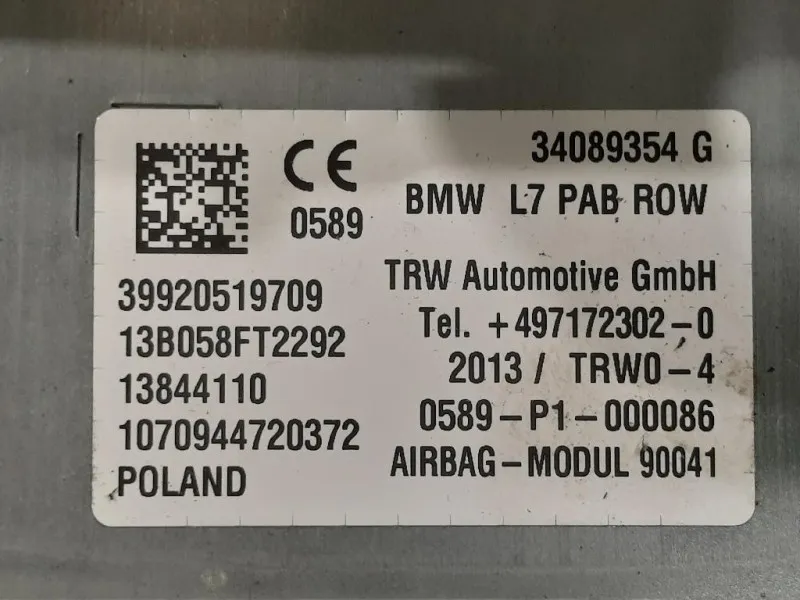 CE
0589
39920519709
13B058FT2292
13844110
1070944720372
POLAND
34089354 G
BMW L7 PAB ROW
TRW Automotive GmbH
Tel. +497172302-0
2013 / TRW0-4
0589-P1-000086
AIRBAG-MODUL 90041